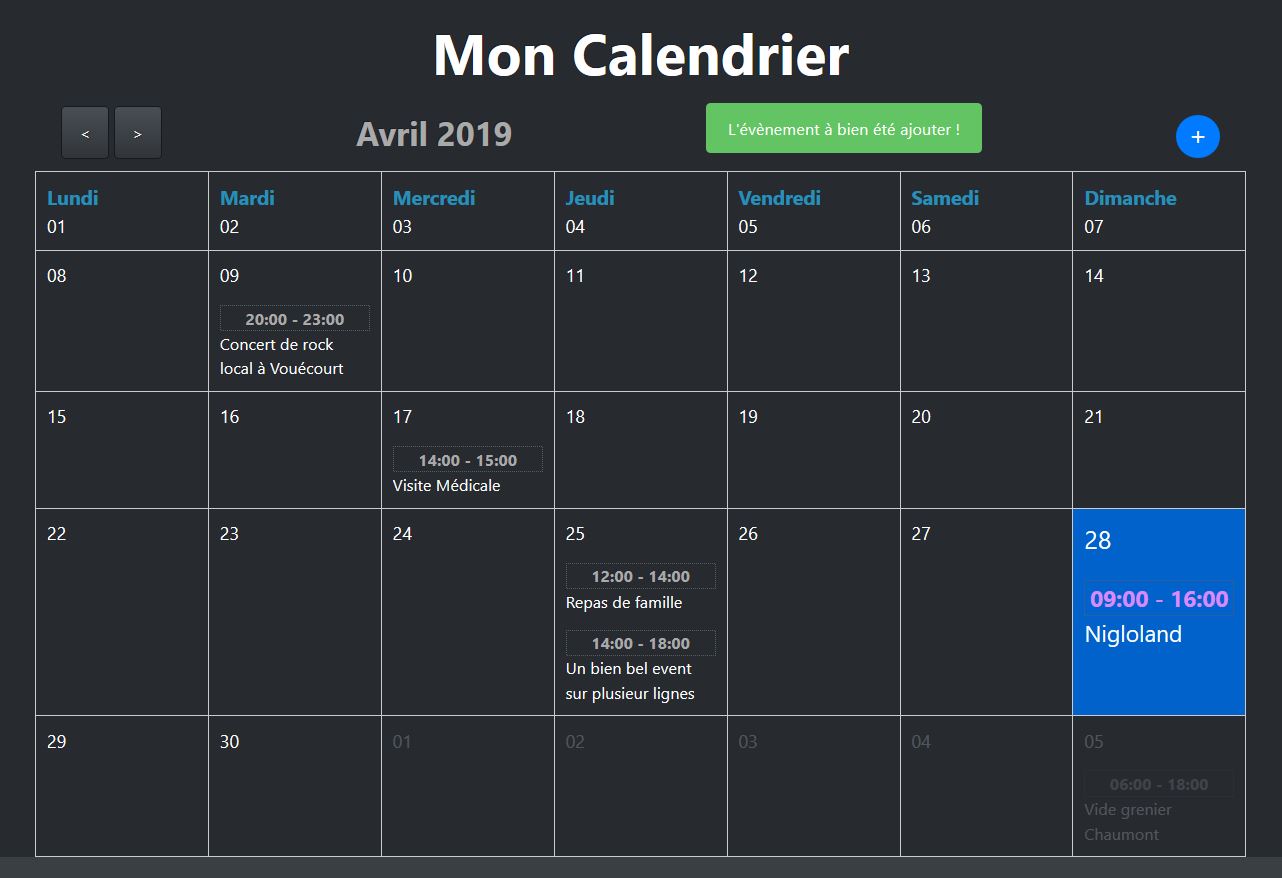 Mon Calendrier
< > Avril 2019 L'évènement à bien été ajouter ! +
Lundi Mardi Mercredi Jeudi Vendredi Samedi Dimanche
01 02 03 04 05 06 07
08 09 10 11 12 13 14
20:00 - 23:00
Concert de rock
local à Vouécourt
15 16 17 18 19 20 21
14:00 - 15:00
Visite Médicale
22 23 24 25 26 27 28
12:00 - 14:00
Repas de famille
14:00 - 18:00
Un bien bel event
sur plusieur lignes
09:00 - 16:00
Nigloland
29 30 01 02 03 04 05
06:00 - 18:00
Vide grenier
Chaumont